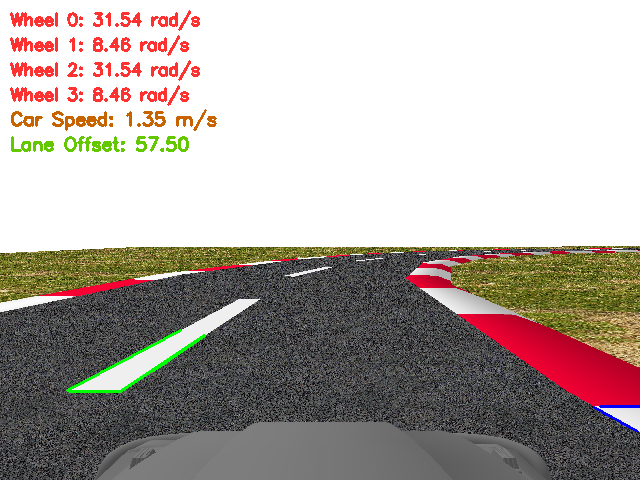 Wheel 0: 31.54 rad/s
Wheel 1: 8.46 rad/s
Wheel 2: 31.54 rad/s
Wheel 3: 8.46 rad/s
Car Speed: 1.35 m/s
Lane Offset: 57.50